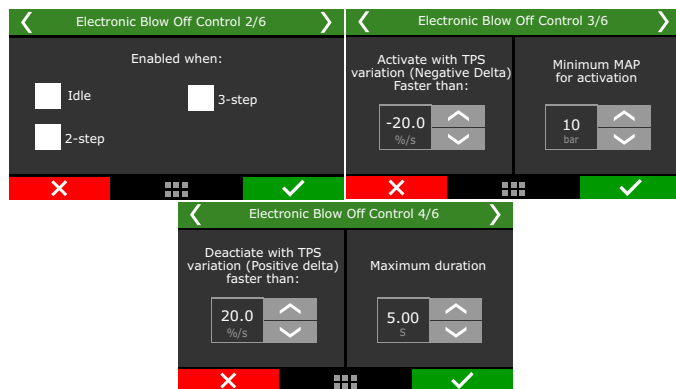 Electronic Blow Off Control 2/6
Enabled when:
Idle
3-step
2-step
Electronic Blow Off Control 3/6
Activate with TPS
variation (Negative Delta)
Faster than:
-20.0
%/s
Minimum MAP
for activation
10
bar
Electronic Blow Off Control 4/6
Deactiate with TPS
variation (Positive delta)
faster than:
20.0
%/s
Maximum duration
5.00
S